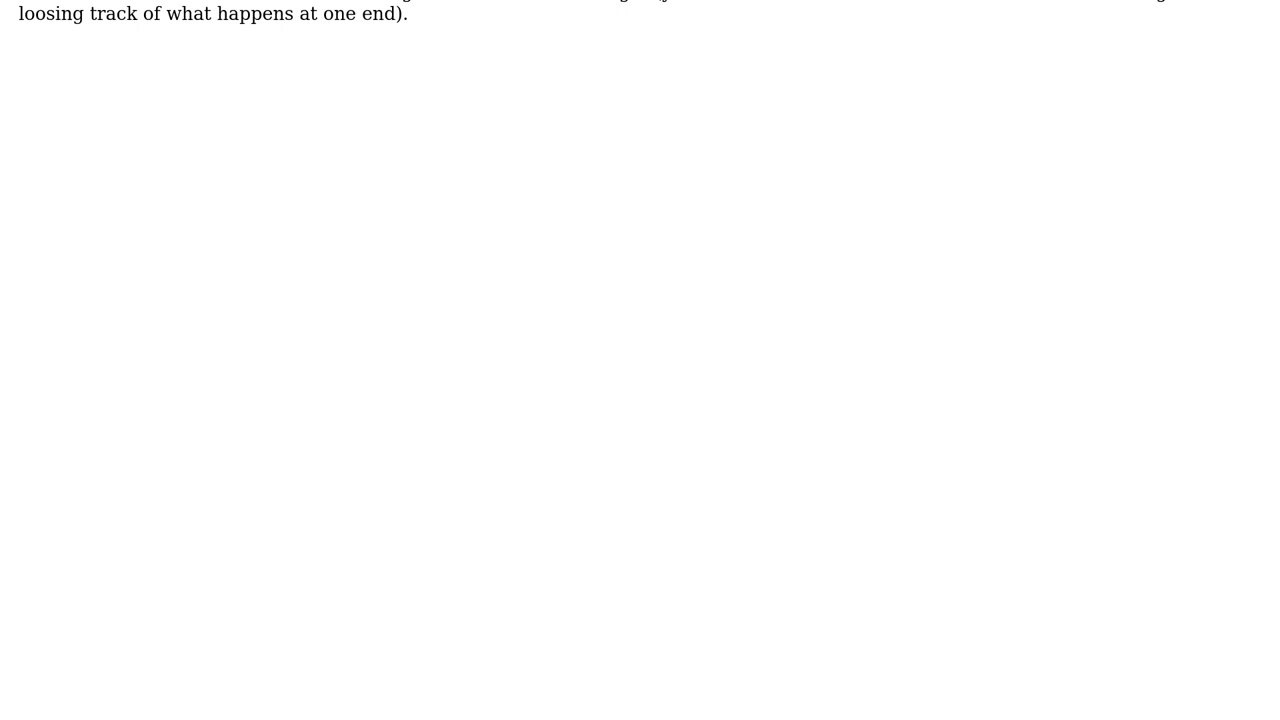 loosing track of what happens at one end).